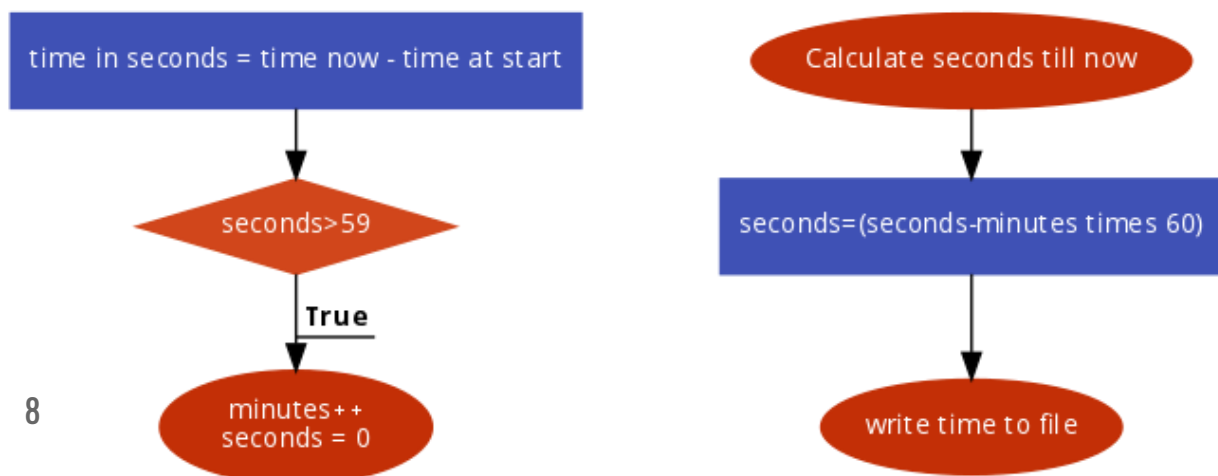 time in seconds = time now - time at start
seconds>59
True
minutes++
seconds = 0
8
Calculate seconds till now
seconds=(seconds-minutes times 60)
write time to file